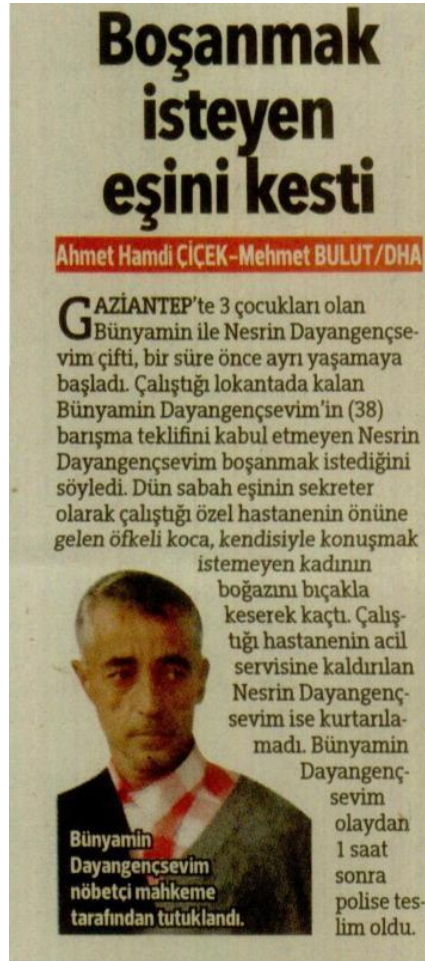 Boşanmak
isteyen
eşini kesti
Ahmet Hamdi ÇİÇEK-Mehmet BULUT/DHA
GAZİANTEP'te 3 çocukları olan
Bünyamin ile Nesrin Dayangençse-
vim çifti, bir süre önce ayrı yaşamaya
başladı. Çalıştığı lokantada kalan
Bünyamin Dayangençsevim'in (38)
barışma teklifini kabul etmeyen Nesrin
Dayangençsevim boşanmak istediğini
söyledi. Dün sabah eşinin sekreter
olarak çalıştığı özel hastanenin önüne
gelen öfkeli koca, kendisiyle konuşmak
istemeyen kadının
boğazını bıçakla
keserek kaçtı. Çalış-
tığı hastanenin acil
servisine kaldırılan
Nesrin Dayangenç-
sevim ise kurtarıla-
madı. Bünyamin
Dayangenç-
sevim
olaydan
1 saat
sonra
polise tes-
lim oldu.
Bünyamin
Dayangençsevim
nöbetçi mahkeme
tarafından tutuklandı.